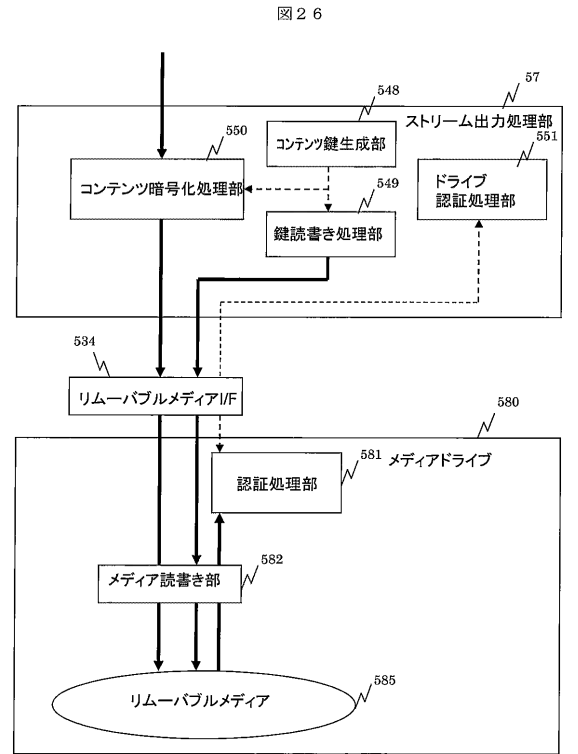 図２６
548
57
ストリーム出力処理部
550
コンテンツ鍵生成部
551
コンテンツ暗号化処理部
ドライブ
認証処理部
549
鍵読書き処理部
534
リムーバブルメディアI/F
580
581
メディアドライブ
認証処理部
582
メディア読書き部
リムーバブルメディア
585